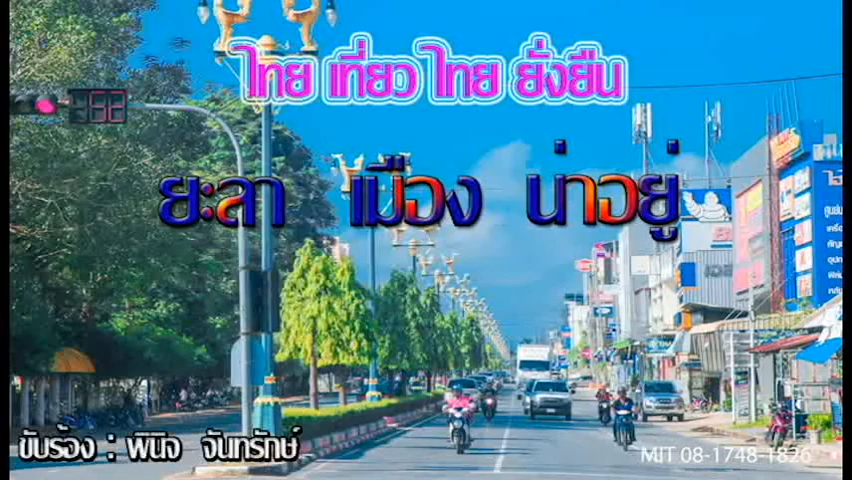 ไทย เที่ยว ไทย ยั่งยืน
ยะลา เมือง น่าอยู่
ขับร้อง : พินิจ จันทรักษ์
MIT 08-1748-1826